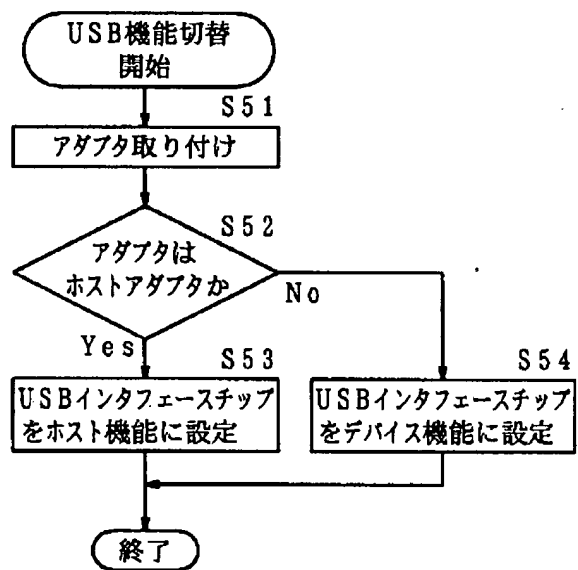 USB機能切替
開始
S51
アダプタ取り付け
S52
アダプタは
ホストアダプタか
No
Yes
S53
USBインタフェースチップ
をホスト機能に設定
S54
USBインタフェースチップ
をデバイス機能に設定
終了